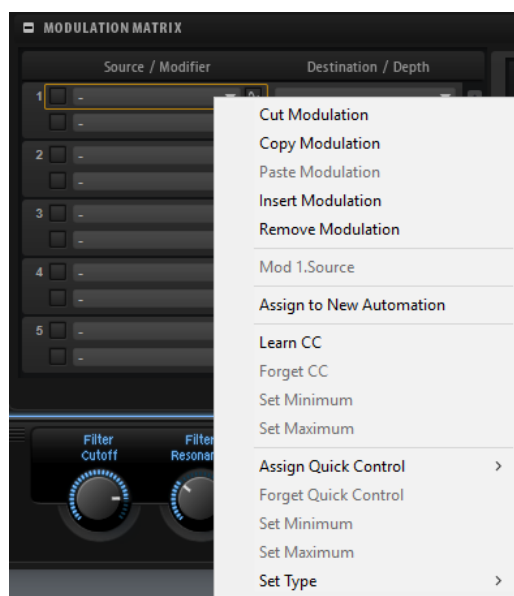 MODULATION MATRIX
Source / Modifier Destination / Depth
1 -
-
2 -
-
3 -
-
4 -
-
5 -
-
Cut Modulation
Copy Modulation
Paste Modulation
Insert Modulation
Remove Modulation
Mod 1.Source
Assign to New Automation
Learn CC
Forget CC
Set Minimum
Set Maximum
Assign Quick Control
Forget Quick Control
Set Minimum
Set Maximum
Set Type
Filter
Cutoff
Filter